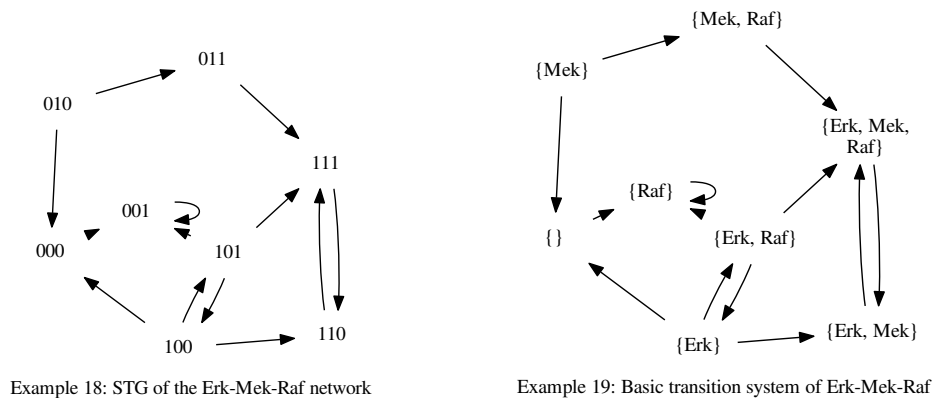 011
010
111
001
000
101
110
100
Example 18: STG of the Erk-Mek-Raf network
{Mek, Raf}
{Mek}
{Erk, Mek,
Raf}
{Raf}
{}
{Erk, Raf}
{Erk, Mek}
{Erk}
Example 19: Basic transition system of Erk-Mek-Raf